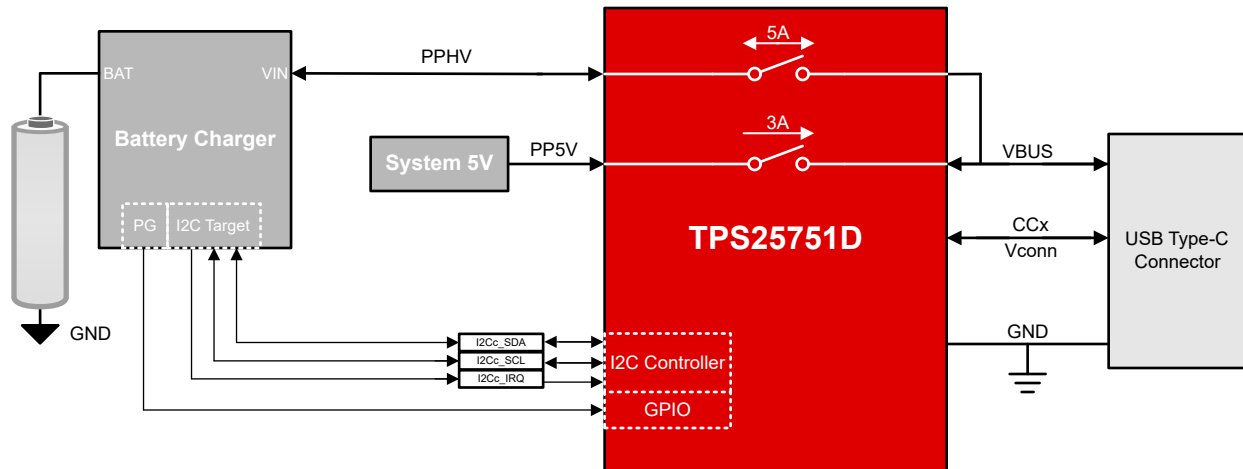 5A
PPHV
BAT
VIN
Battery Charger
3A
System 5V
PP5V
VBUS
PG
I2C Target
TPS25751D
CCx
Vconn
USB Type-C
Connector
GND
GND
I2Cc_SDA
I2Cc_SCL
I2Cc_IRQ
I2C Controller
GPIO